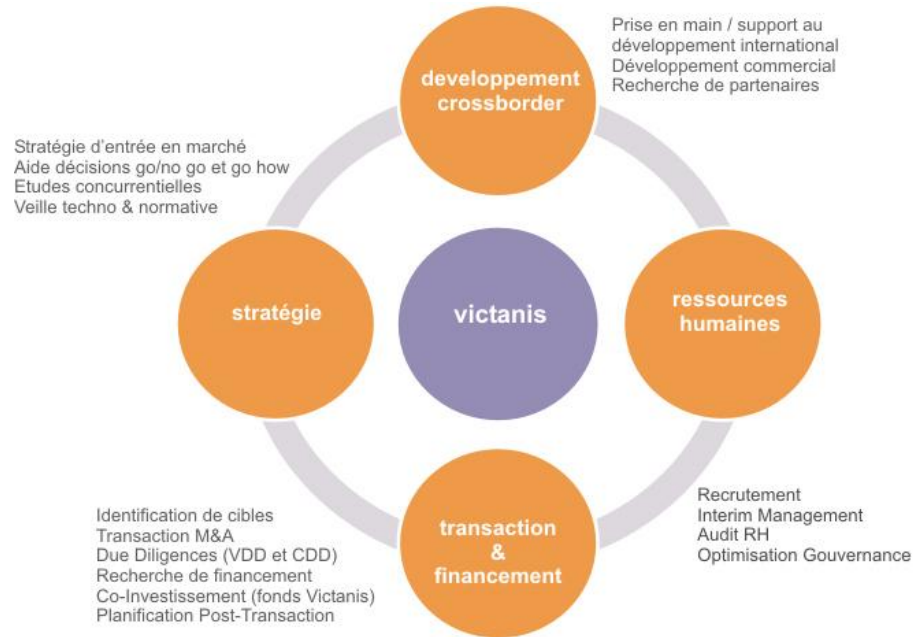 developpement
crossborder
Prise en main / support au
développement international
Développement commercial
Recherche de partenaires
Stratégie d'entrée en marché
Aide décisions go/no go et go how
Etudes concurrentielles
Veille techno & normative
stratégie
victanis
ressources
humaines
transaction
&
financement
Identification de cibles
Transaction M&A
Due Diligences (VDD et CDD)
Recherche de financement
Co-Investissement (fonds Victanis)
Planification Post-Transaction
Recrutement
Interim Management
Audit RH
Optimisation Gouvernance